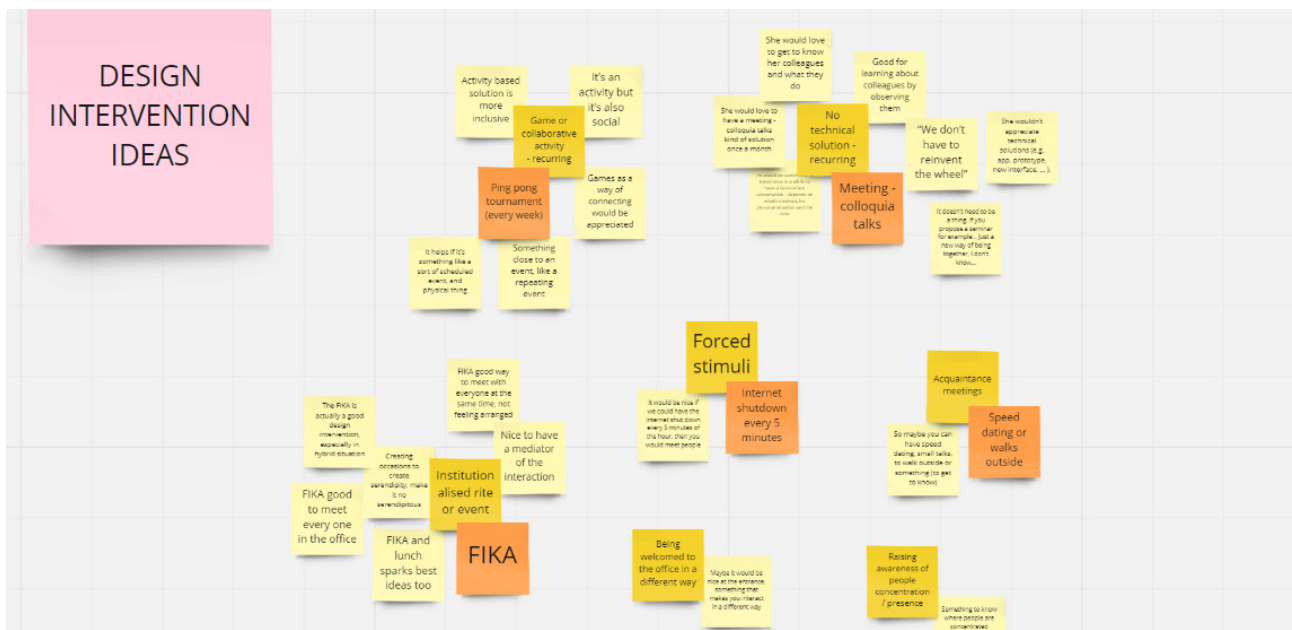 DESIGN
INTERVENTION
IDEAS
Activity based
solution is
more
inclusive
It's an
activity but
it's also
social
Game or
collaborative
activity
- recurring
Ping pong
tournament
(every week)
Games as a
way of
connecting
would be
appreciated
It helps if it's
something like a
sort of scheduled
event, and
physical thing
Something
close to an
event, like a
repeating
event
She would love
to get to know
her colleagues
and what they
do
Good for
learning about
colleagues by
observing
them
She would love to
have a meeting -
colloquia talks
kind of solution
once a month
No
technical
solution -
recurring
"We don't
have to
reinvent
the wheel"
She wouldn't
appreciate
technical
solutions (e.g.
app, prototype,
new interface, ... ).
Meeting -
colloquia
talks
It doesn't need to be
a thing. If you
propose a seminar
for example... Just a
new way of being
together, I don't
know...
FIKA good way
to meet with
everyone at the
same time, not
feeling arranged
The FIKA is
actually a good
design
intervention,
especially in
hybrid situation
Nice to have
a mediator
of the
interaction
Creating
occasions to
create
serendipity, make
it no
serendipitous
Institution
alised rite
or event
FIKA good
to meet
every one
in the office
FIKA and
lunch
sparks best
ideas too
FIKA
Forced
stimuli
It would be nice if
we could have the
internet shut down
every 5 minutes of
the hour, then you
would meet people
Internet
shutdown
every 5
minutes
Acquaintance
meetings
So maybe you can
have speed
dating, small talks,
to walk outside or
something (to get
to know)
Speed
dating or
walks
outside
Being
welcomed to
the office in a
different way
Maybe it would be
nice at the entrance,
something that
makes you interact
in a different way
Raising
awareness of
people
concentration
/ presence
Something to know
where people are
concentrated